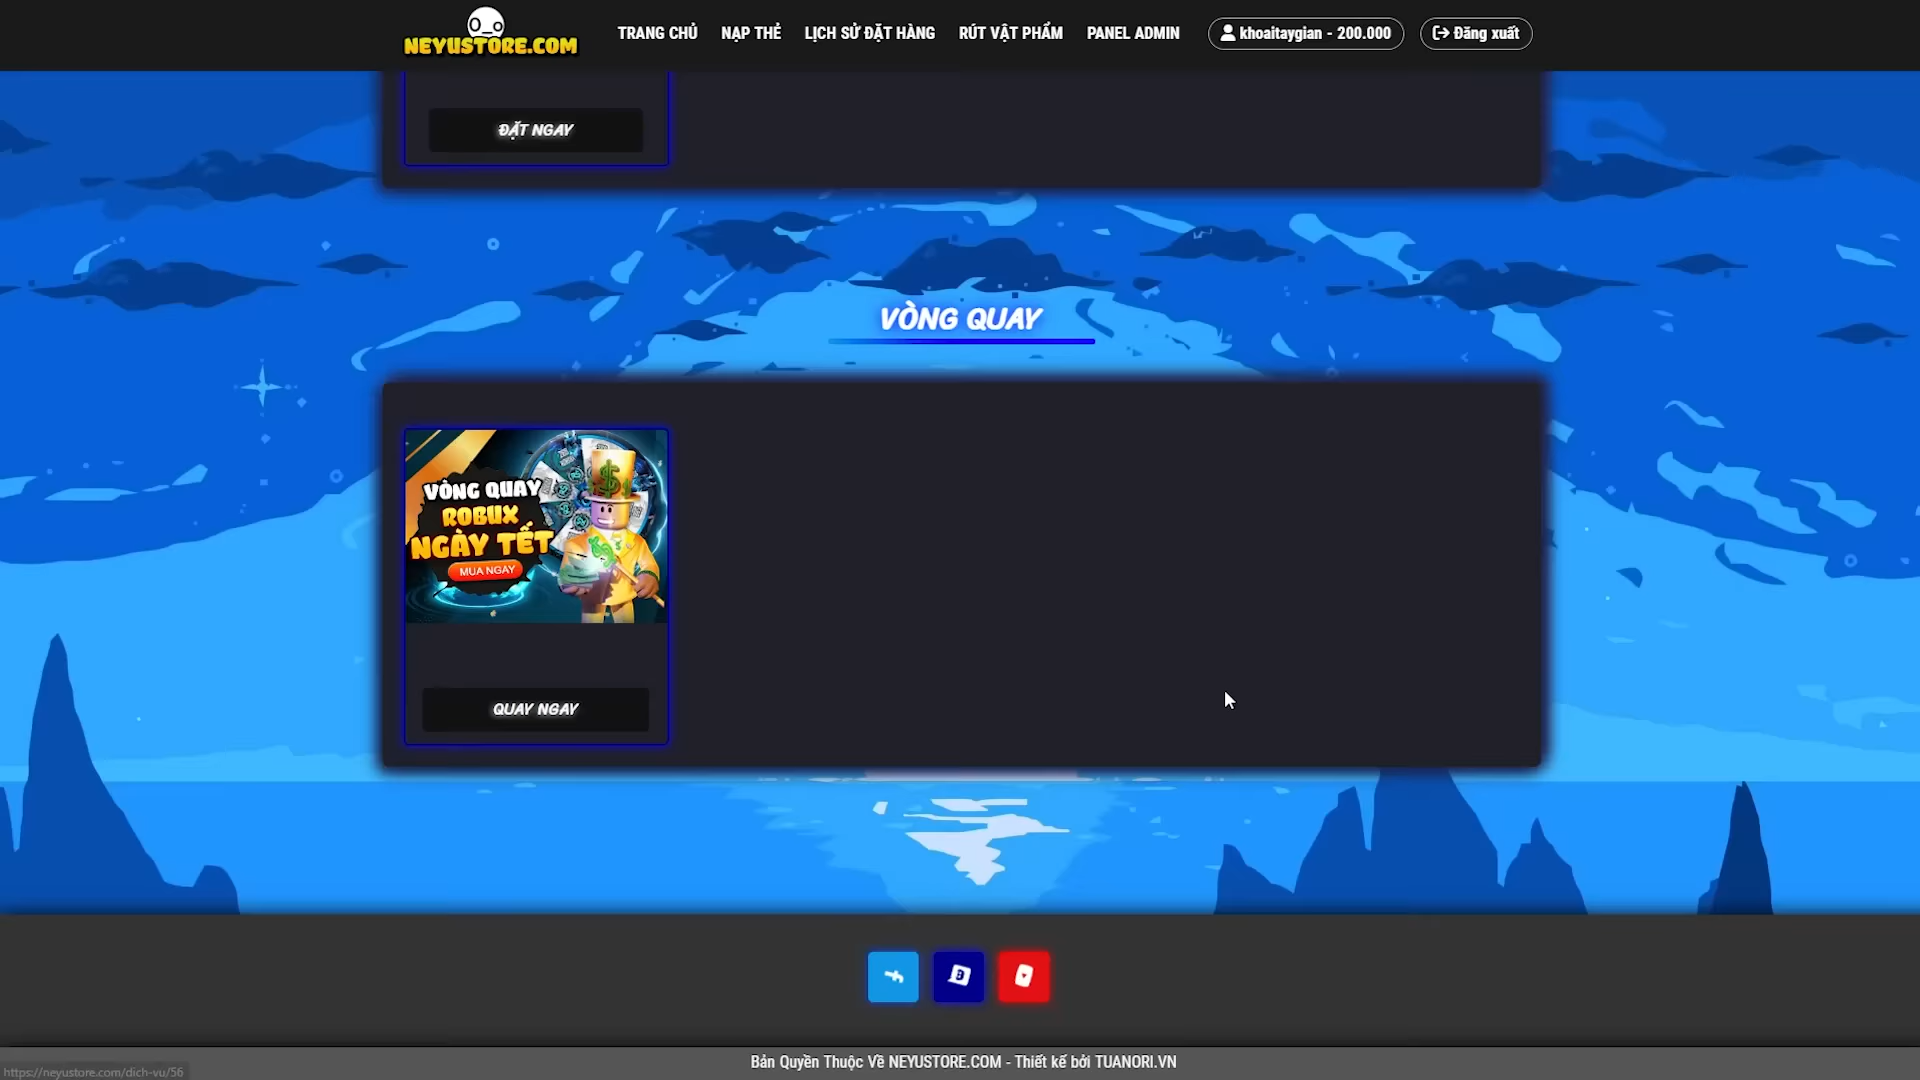 NEYUSTORE.COM
TRANG CHỦ
NẠP THẺ
LỊCH SỬ ĐẶT HÀNG
RÚT VẬT PHẨM
PANEL ADMIN
khoaitaygian - 200.000
Đăng xuất
ĐẶT NGAY
VÒNG QUAY
VÒNG QUAY
ROBUX
NGÀY TẾT
MUA NGAY
QUAY NGAY
Bản Quyền Thuộc Về NEYUSTORE.COM - Thiết kế bởi TUANORI.VN
https://neyustore.com/dich-vu/56